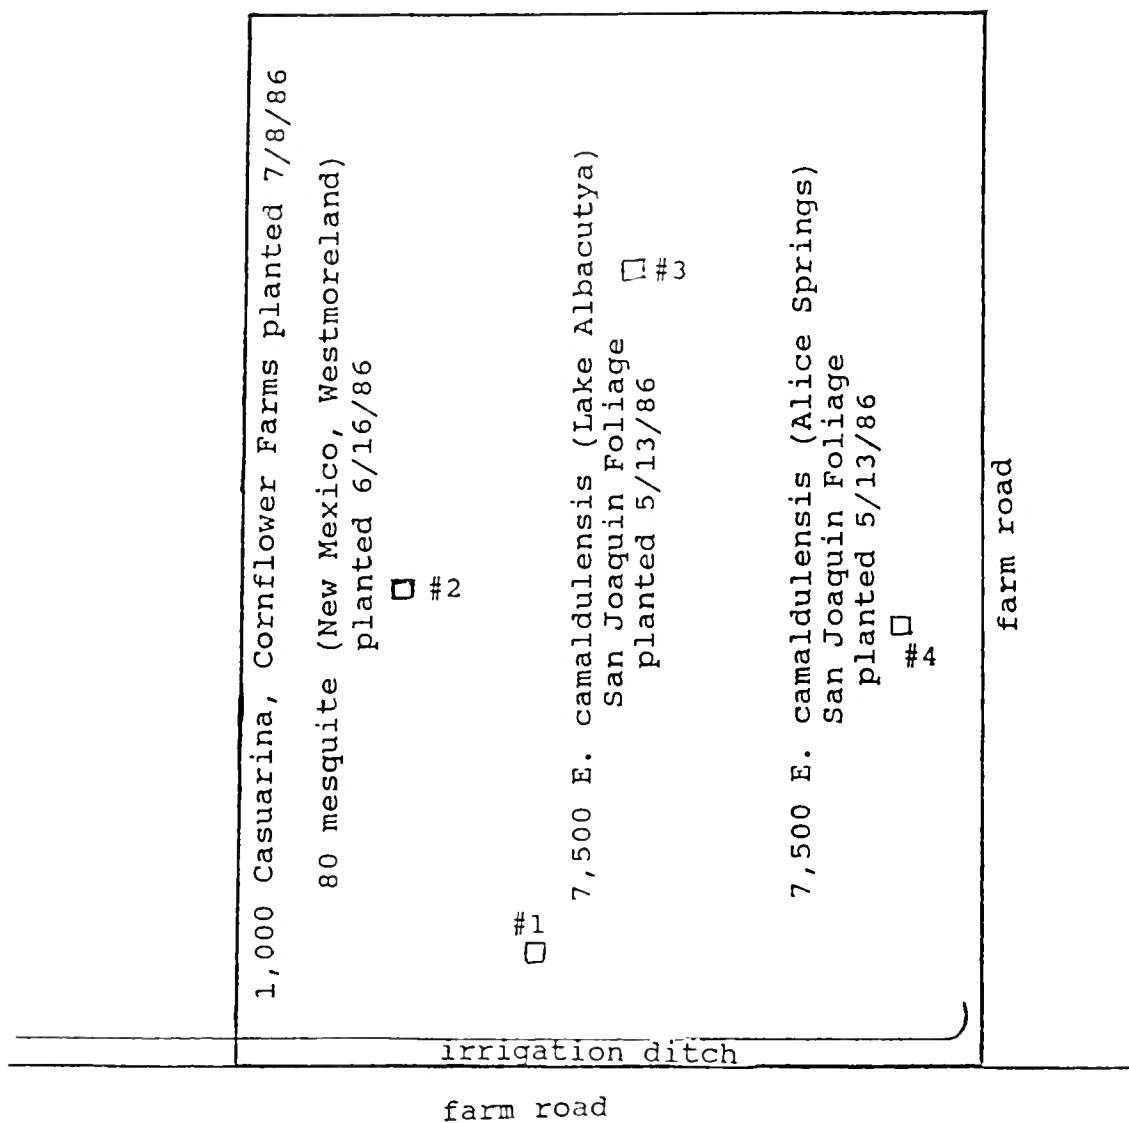 1,000 Casuarina, Cornflower Farms planted 7/8/86
80 mesquite (New Mexico, Westmoreland)
planted 6/16/86
#2
#1
7,500 E. camaldulensis (Lake Albacutya)
San Joaquin Foliage
planted 5/13/86
#3
7,500 E. camaldulensis (Alice Springs)
San Joaquin Foliage
planted 5/13/86
#4
farm road
irrigation ditch
farm road